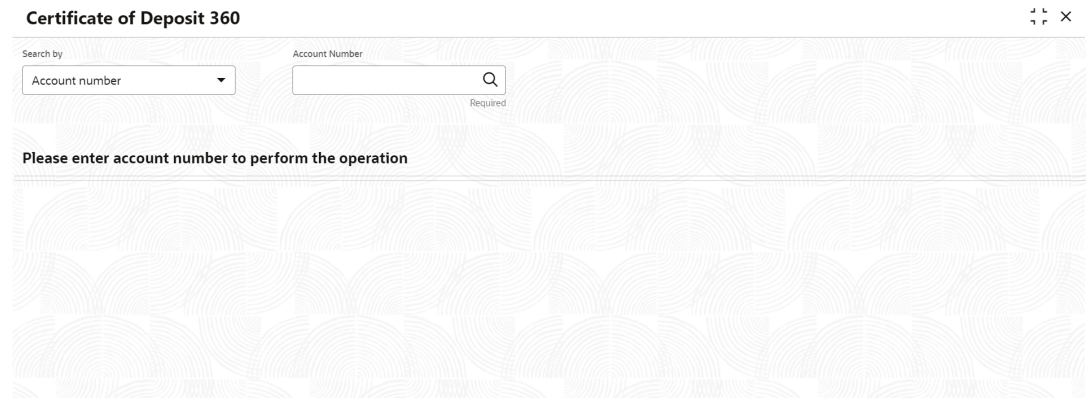 Certificate of Deposit 360
Search by
Account Number
Account number
Required
Please enter account number to perform the operation